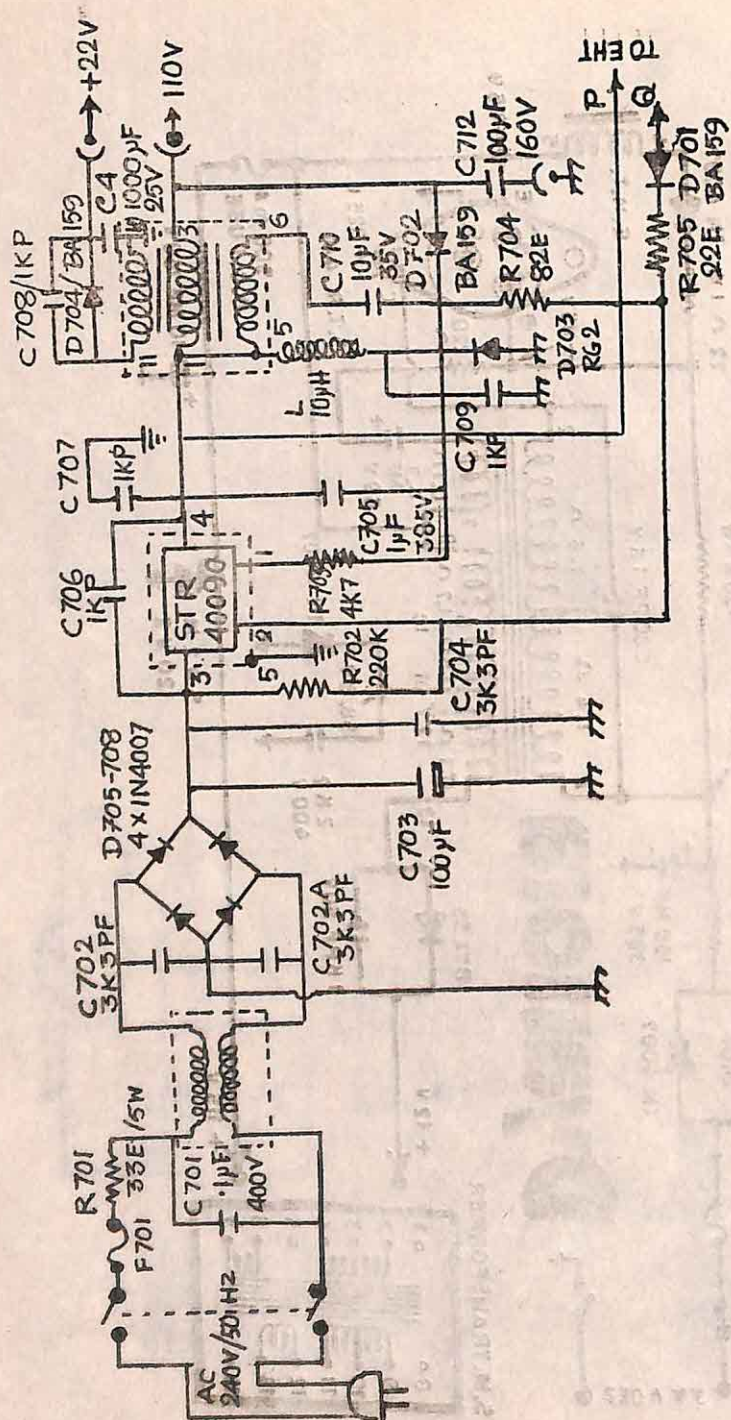 AC
240V/50HZ
F701
R701
33E/5W
C701
.1µF
400V
C702
3K3PF
C702A
3K3PF
D705-708
4×1N4007
C703
100µF
C704
3K3PF
R702
220K
C706
1KP
STR
40090
3
4
5
2
1
4K7
C705
1µF
385V
C707
1KP
L
10µH
C709
1KP
D703
RG2
C708/1KP
D704/BA159
C4
1000µF
25V
11
1
3
5
6
C710
10µF
35V
D702
BA159
R704
82E
C712
100µF
160V
+22V
110V
R705
22E
D701
BA159
P
Q
TO EHT